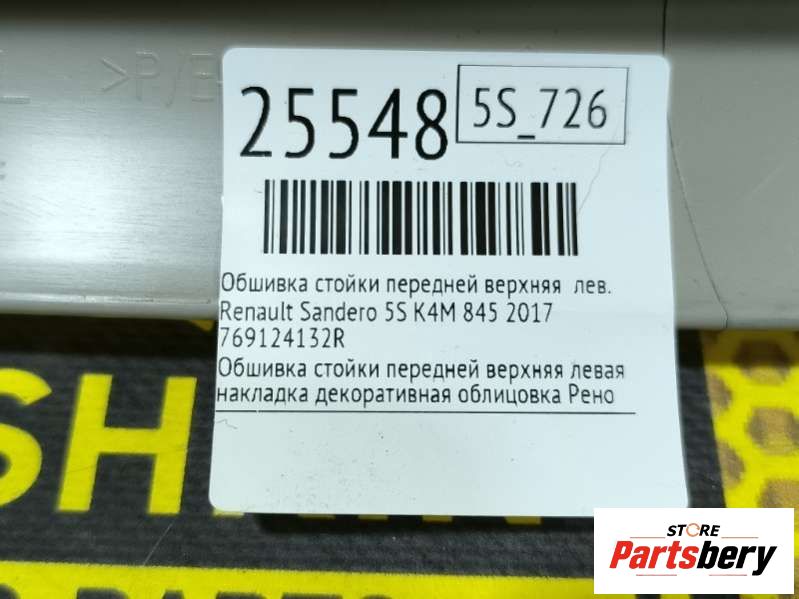 >P/E
25548
5S_726
Обшивка стойки передней верхняя лев.
Renault Sandero 5S K4M 845 2017
769124132R
Обшивка стойки передней верхняя левая
накладка декоративная облицовка Рено
SH
STORE
Partsbery